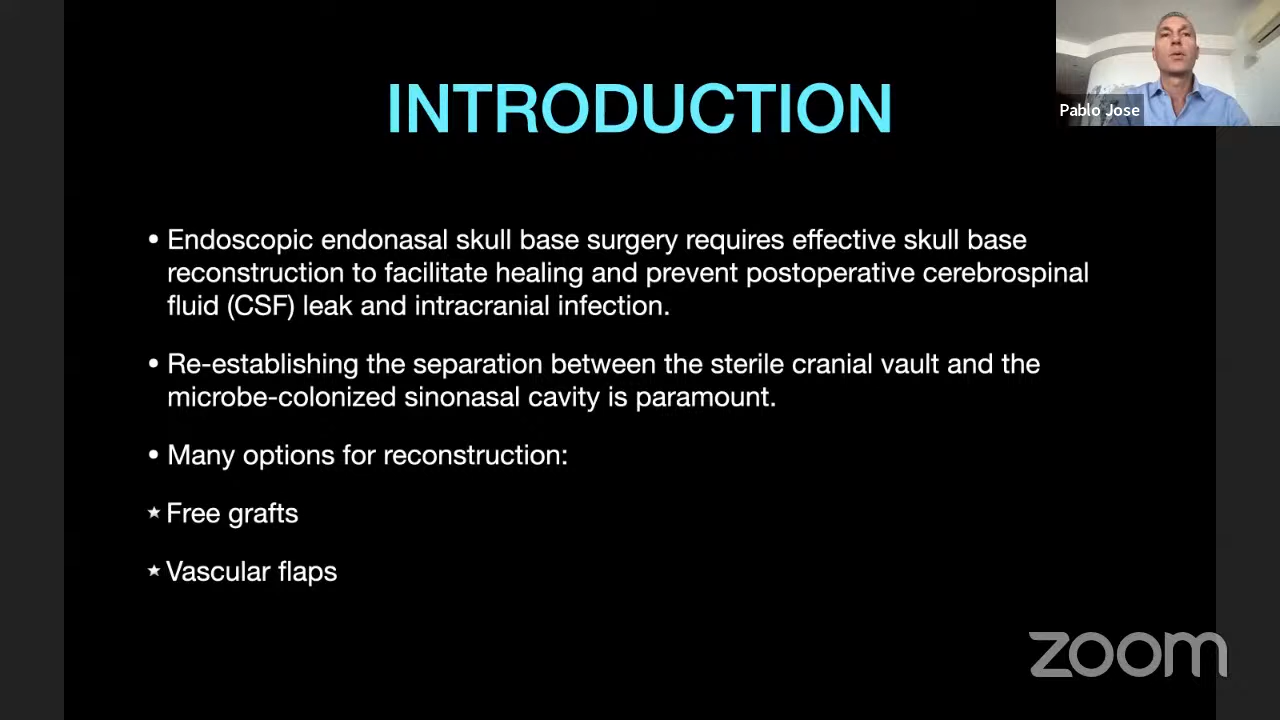 INTRODUCTION
Pablo Jose
• Endoscopic endonasal skull base surgery requires effective skull base
reconstruction to facilitate healing and prevent postoperative cerebrospinal
fluid (CSF) leak and intracranial infection.
• Re-establishing the separation between the sterile cranial vault and the
microbe-colonized sinonasal cavity is paramount.
• Many options for reconstruction:
★ Free grafts
★ Vascular flaps
zoom